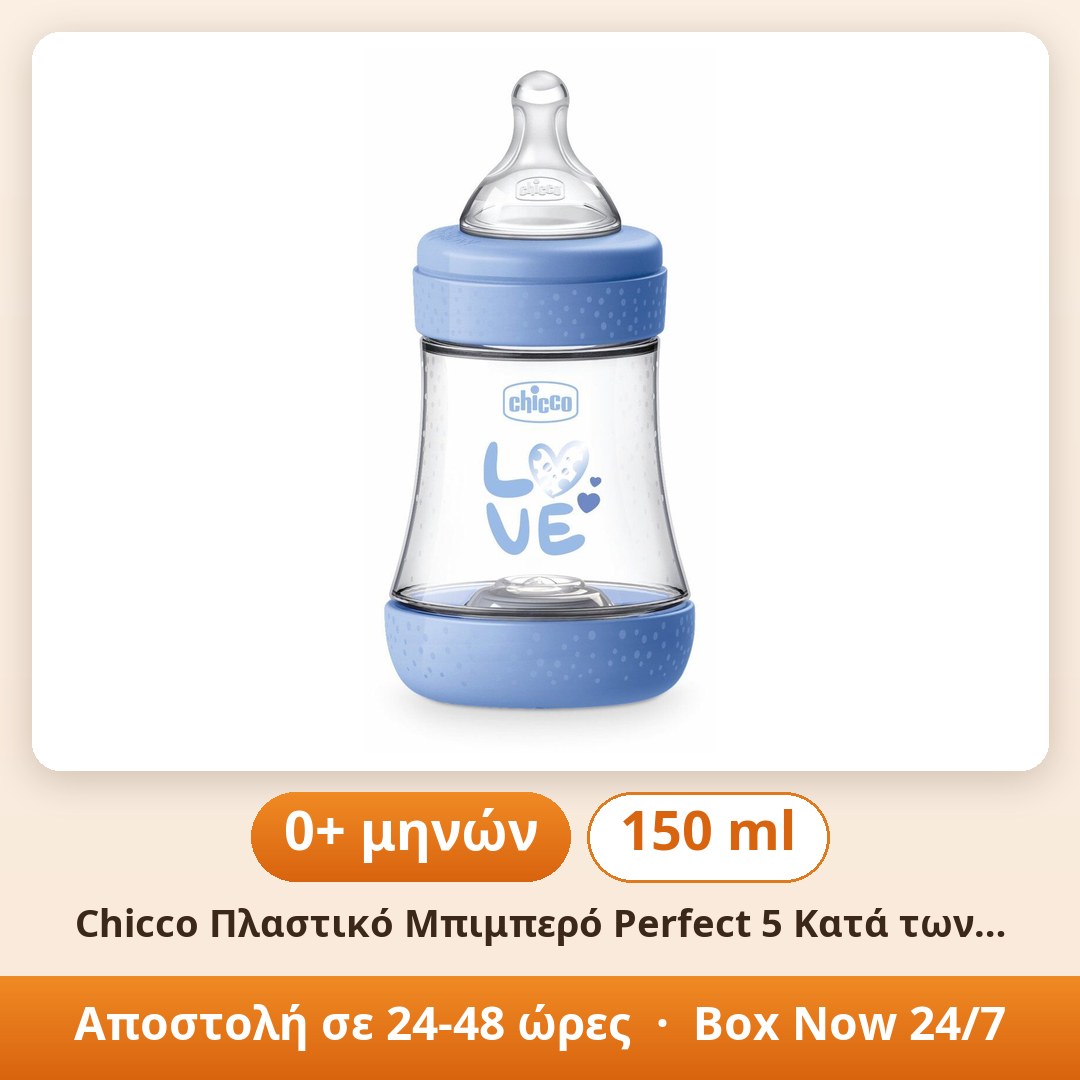 chicco
chicco
LOVE
0+ μηνών
150 ml
Chicco Πλαστικό Μπιμπερό Perfect 5 Κατά των...
Αποστολή σε 24-48 ώρες · Box Now 24/7